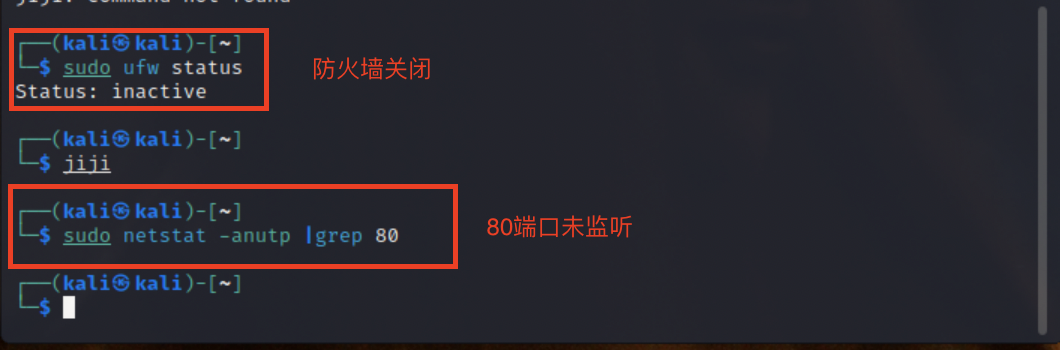 jiji: command not found
┌──(kali㉿kali)-[~]
└─$ sudo ufw status
防火墙关闭
Status: inactive
┌──(kali㉿kali)-[~]
└─$ jiji
┌──(kali㉿kali)-[~]
└─$ sudo netstat -anutp |grep 80
80端口未监听
┌──(kali㉿kali)-[~]
└─$